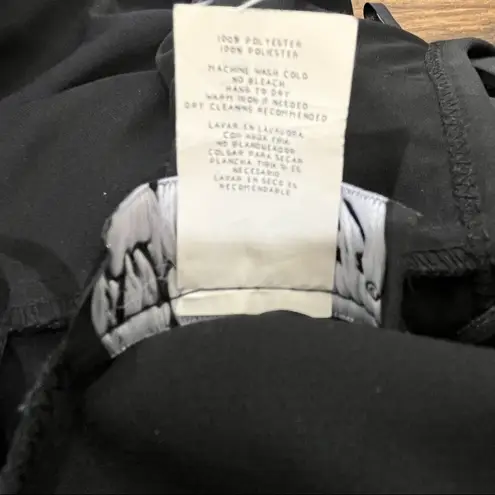 100% POLYESTER
100% POLIESTER
MACHINE WASH COLD
NO BLEACH
HANG TO DRY
WARM IRON IF NEEDED
DRY CLEANING RECOMMENDED
LAVAR EN LAVADORA
CON AGUA FRIA
NO BLANQUEADOR
COLGAR PARA SECAR
PLANCHA TIBIA SI ES
NECESARIO
LAVAR EN SECO ES
RECOMENDABLE